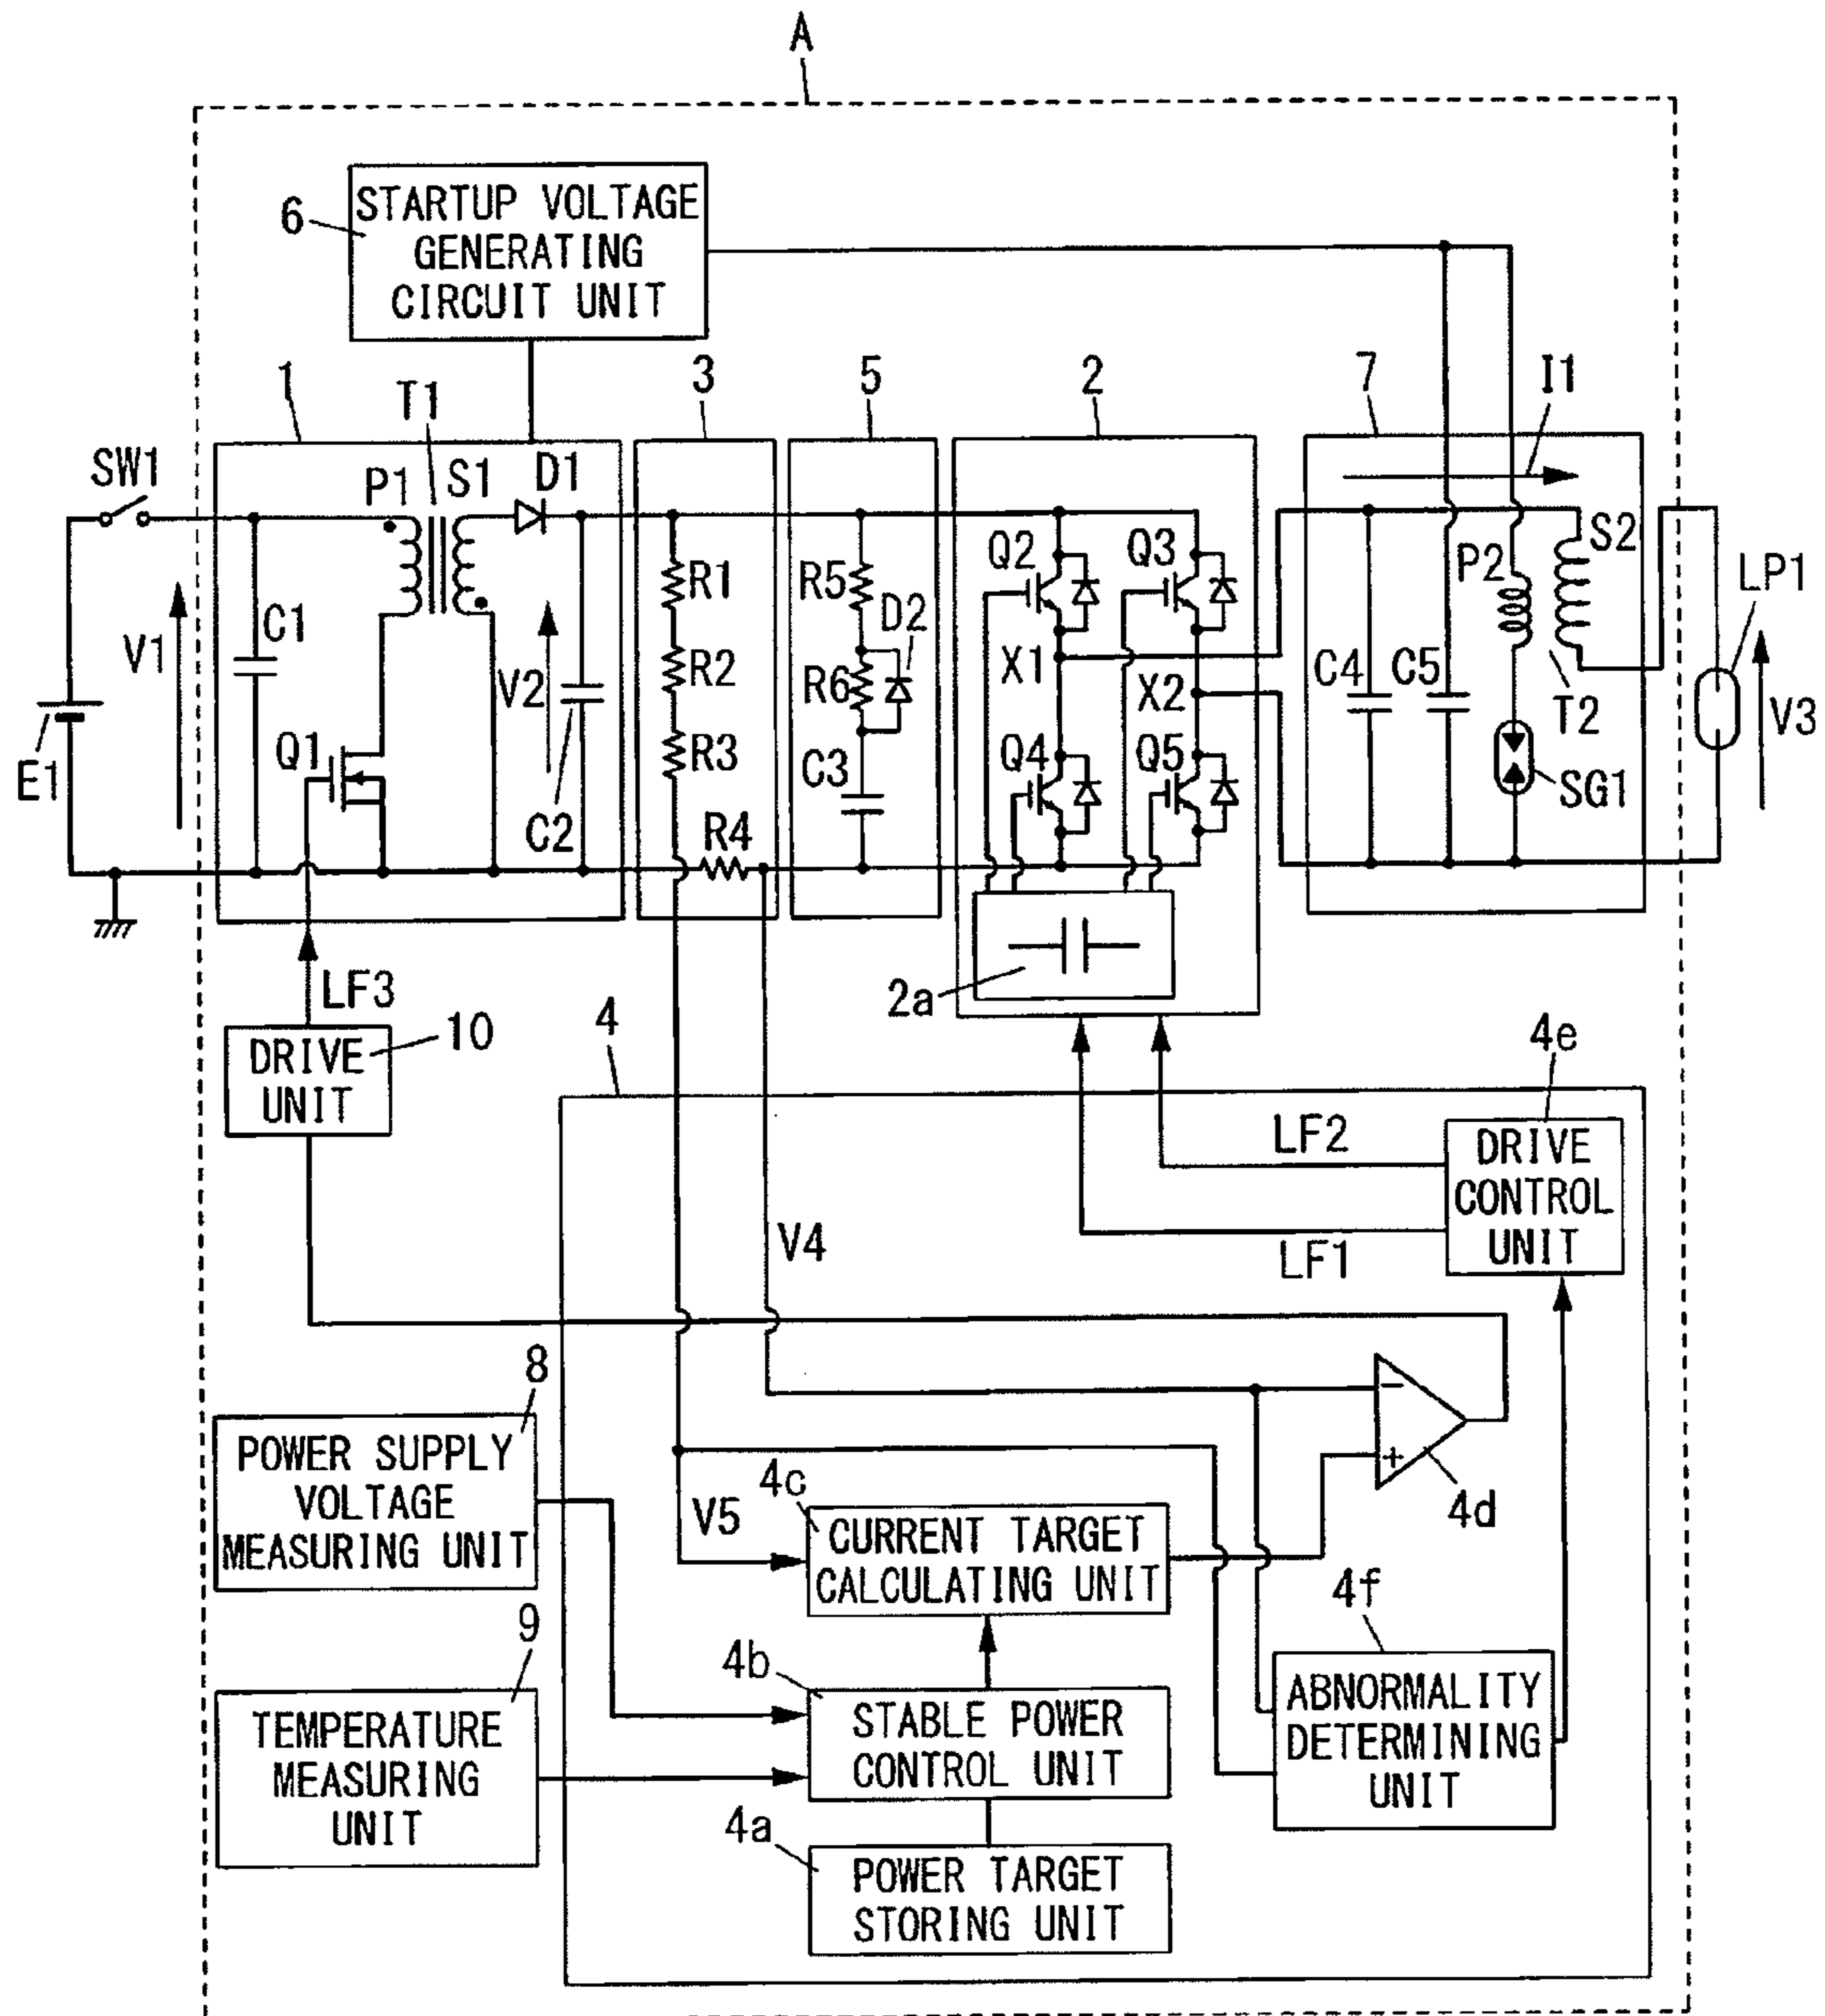 A
STARTUP VOLTAGE
GENERATING
CIRCUIT UNIT
6
1
T1
3
5
2
7
I1
SW1
P1
S1
D1
S2
Q2
Q3
P2
LP1
R1
R5
D2
V1
C1
V2
R2
R6
X1
X2
C4
C5
T2
V3
E1
Q1
R3
C3
Q4
Q5
SG1
C2
R4
2a
LF3
10
DRIVE
UNIT
4
4e
LF2
DRIVE
CONTROL
UNIT
V4
LF1
8
POWER SUPPLY
VOLTAGE
MEASURING UNIT
−
+
4d
4c
V5
CURRENT TARGET
CALCULATING UNIT
4f
9
4b
TEMPERATURE
MEASURING
UNIT
STABLE POWER
CONTROL UNIT
ABNORMALITY
DETERMINING
UNIT
4a
POWER TARGET
STORING UNIT